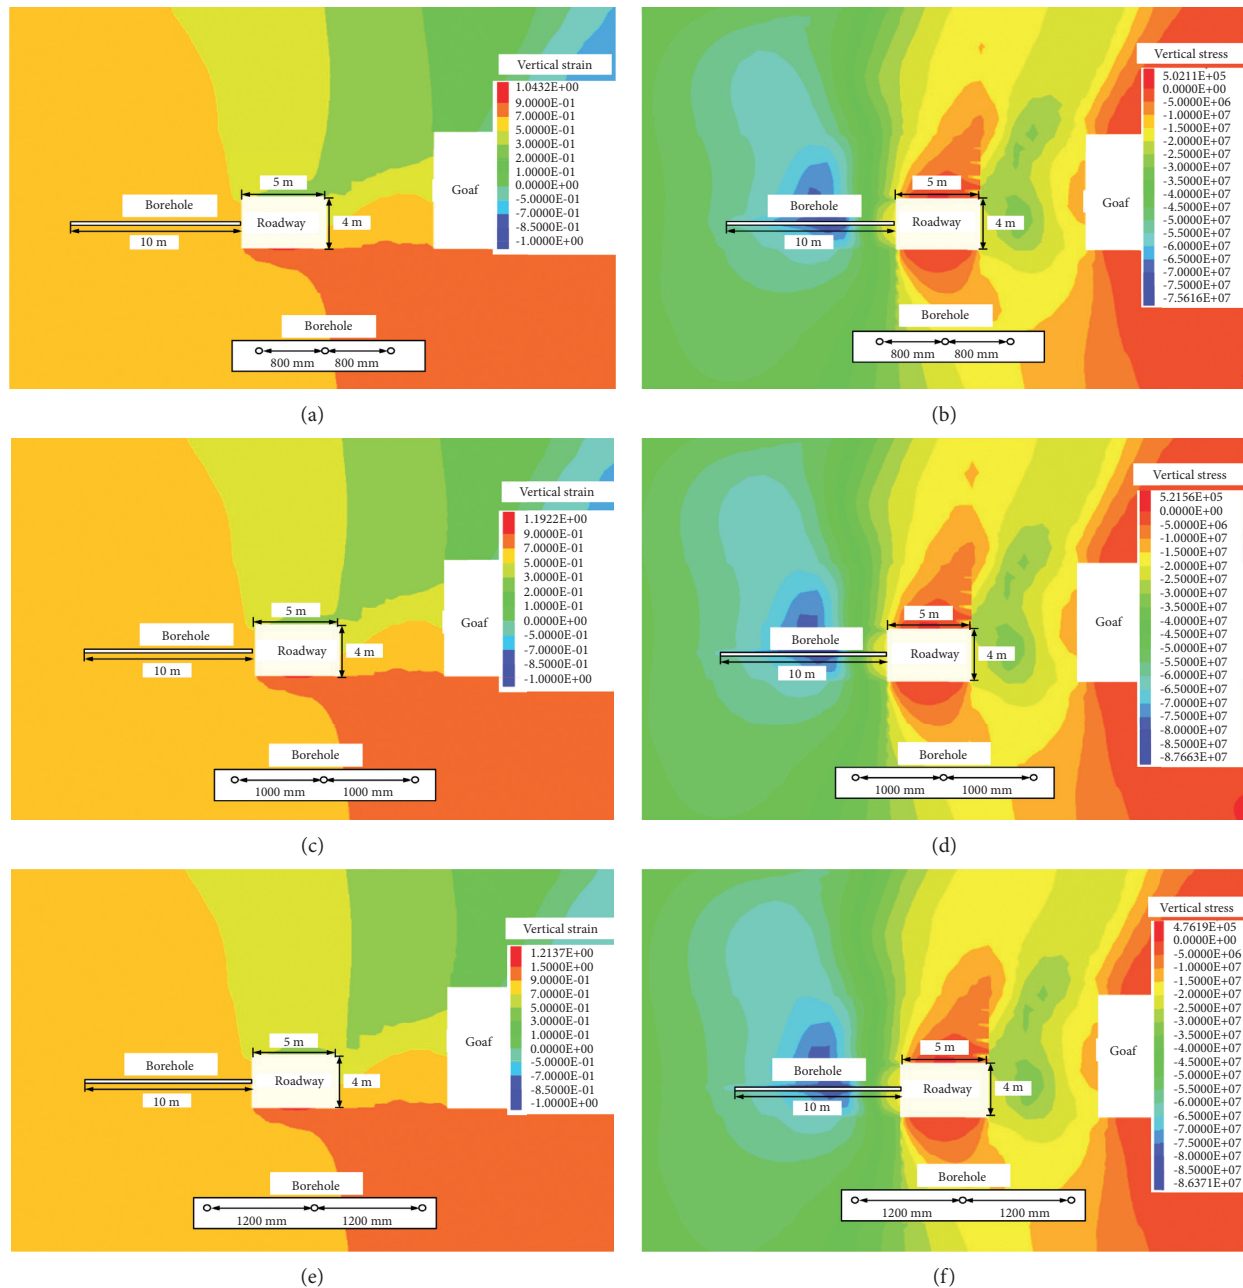 Vertical strain
1.0432E+00
9.0000E-01
7.0000E-01
5.0000E-01
3.0000E-01
2.0000E-01
0.0000E-01
0.0000E+00
-5.0000E-01
-7.0000E-01
-8.5000E-01
-1.0000E+00
5 m
Goaf
Borehole
Roadway
4 m
10 m
Borehole
800 mm
800 mm
(a)
Vertical stress
5.0211E+05
0.0000E+00
-5.0000E+06
-1.0000E+07
-1.5000E+07
-2.0000E+07
-2.5000E+07
-3.0000E+07
-3.5000E+07
-4.0000E+07
-4.5000E+07
-5.0000E+07
-5.5000E+07
-6.0000E+07
-6.5000E+07
-7.0000E+07
-7.5000E+07
-7.5616E+07
5 m
Goaf
Borehole
Roadway
4 m
10 m
Borehole
800 mm
800 mm
(b)
Vertical strain
1.1922E+00
9.0000E-01
7.0000E-01
5.0000E-01
3.0000E-01
2.0000E-01
1.0000E-01
0.0000E+00
-5.0000E-01
-7.0000E-01
-8.5000E-01
-1.0000E+00
5 m
Goaf
Borehole
Roadway
4 m
10 m
Borehole
1000 mm
1000 mm
(c)
Vertical stress
5.2156E+05
0.0000E+00
-5.0000E+06
-1.5000E+07
-2.0000E+07
-2.5000E+07
-3.0000E+07
-3.5000E+07
-4.0000E+07
-4.5000E+07
-5.0000E+07
-5.5000E+07
-6.0000E+07
-6.5000E+07
-7.0000E+07
-7.5000E+07
-8.0000E+07
-8.5000E+07
-8.7663E+07
5 m
Goaf
Borehole
Roadway
4 m
10 m
Borehole
1000 mm
1000 mm
(d)
Vertical strain
1.2137E+00
1.5000E+00
9.0000E-01
7.0000E-01
5.0000E-01
3.0000E-01
1.0000E-01
0.0000E+00
-5.0000E-01
-7.0000E-01
-8.5000E-01
-1.0000E+00
5 m
Goaf
Borehole
Roadway
4 m
10 m
Borehole
1200 mm
1200 mm
(e)
Vertical stress
4.7619E+05
0.0000E+00
-5.0000E+06
-1.0000E+07
-1.5000E+07
-2.0000E+07
-2.5000E+07
-3.0000E+07
-3.5000E+07
-4.0000E+07
-4.5000E+07
-5.0000E+07
-5.5000E+07
-6.0000E+07
-6.5000E+07
-7.0000E+07
-7.5000E+07
-8.0000E+07
-8.5000E+07
-8.6371E+07
5 m
Goaf
Borehole
Roadway
4 m
10 m
Borehole
1200 mm
1200 mm
(f)